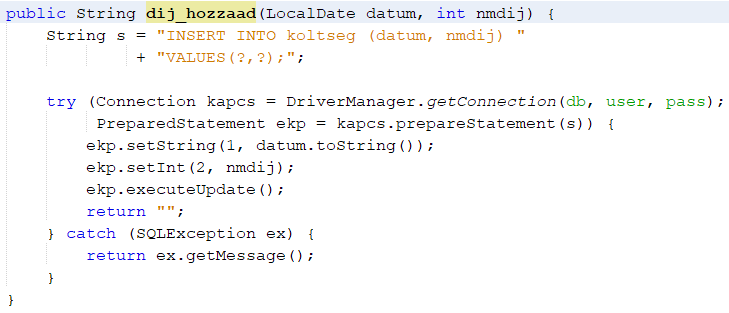 public String dij_hozzaad(LocalDate datum, int nmdij) {
    String s = "INSERT INTO koltseg (datum, nmdij) "
             + "VALUES(?,?);";
    try (Connection kapcs = DriverManager.getConnection(db, user, pass);
         PreparedStatement ekp = kapcs.prepareStatement(s)) {
        ekp.setString(1, datum.toString());
        ekp.setInt(2, nmdij);
        ekp.executeUpdate();
        return "";
    } catch (SQLException ex) {
        return ex.getMessage();
    }
}